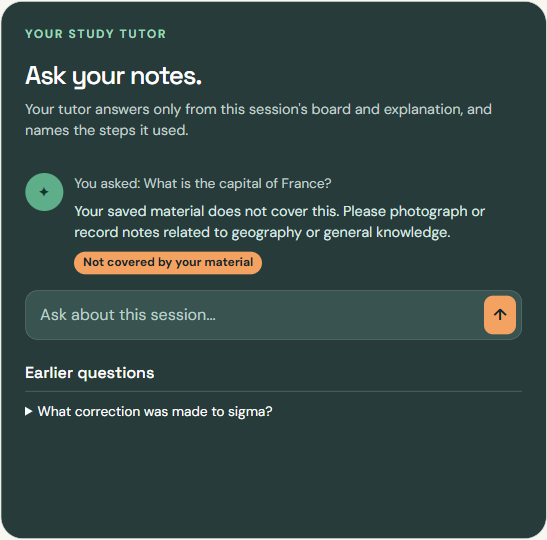 YOUR STUDY TUTOR
Ask your notes.
Your tutor answers only from this session's board and explanation, and
names the steps it used.
You asked: What is the capital of France?
Your saved material does not cover this. Please photograph or
record notes related to geography or general knowledge.
Not covered by your material
Ask about this session...
Earlier questions
What correction was made to sigma?